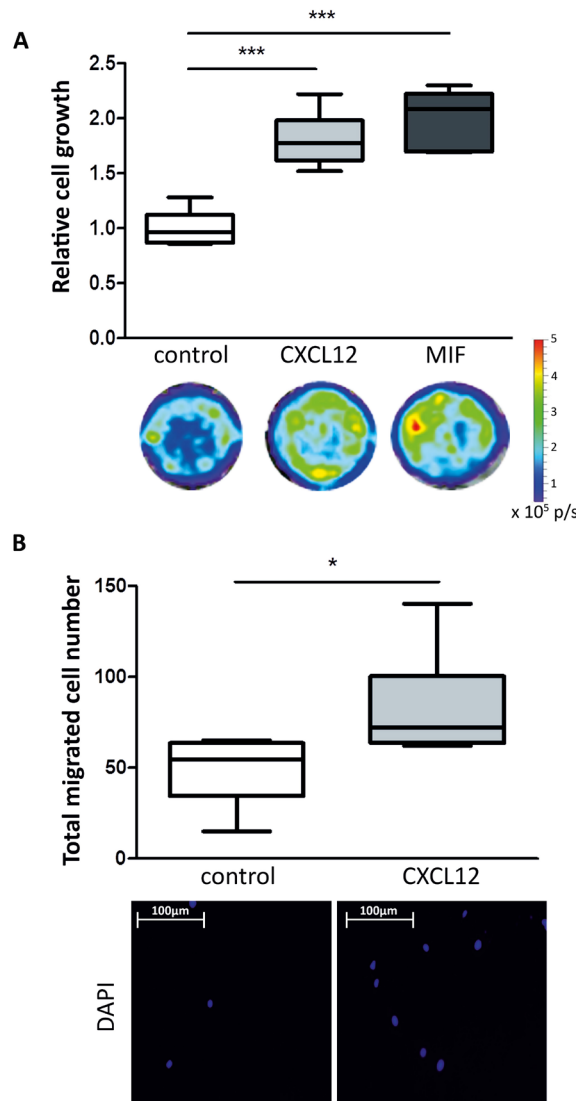 A
***
***
Relative cell growth
2.5
2.0
1.5
1.0
0.5
0.0
control CXCL12 MIF
5
4
3
2
1
x 10⁵ p/s
B
*
Total migrated cell number
150
100
50
0
control CXCL12
100µm 100µm
DAPI